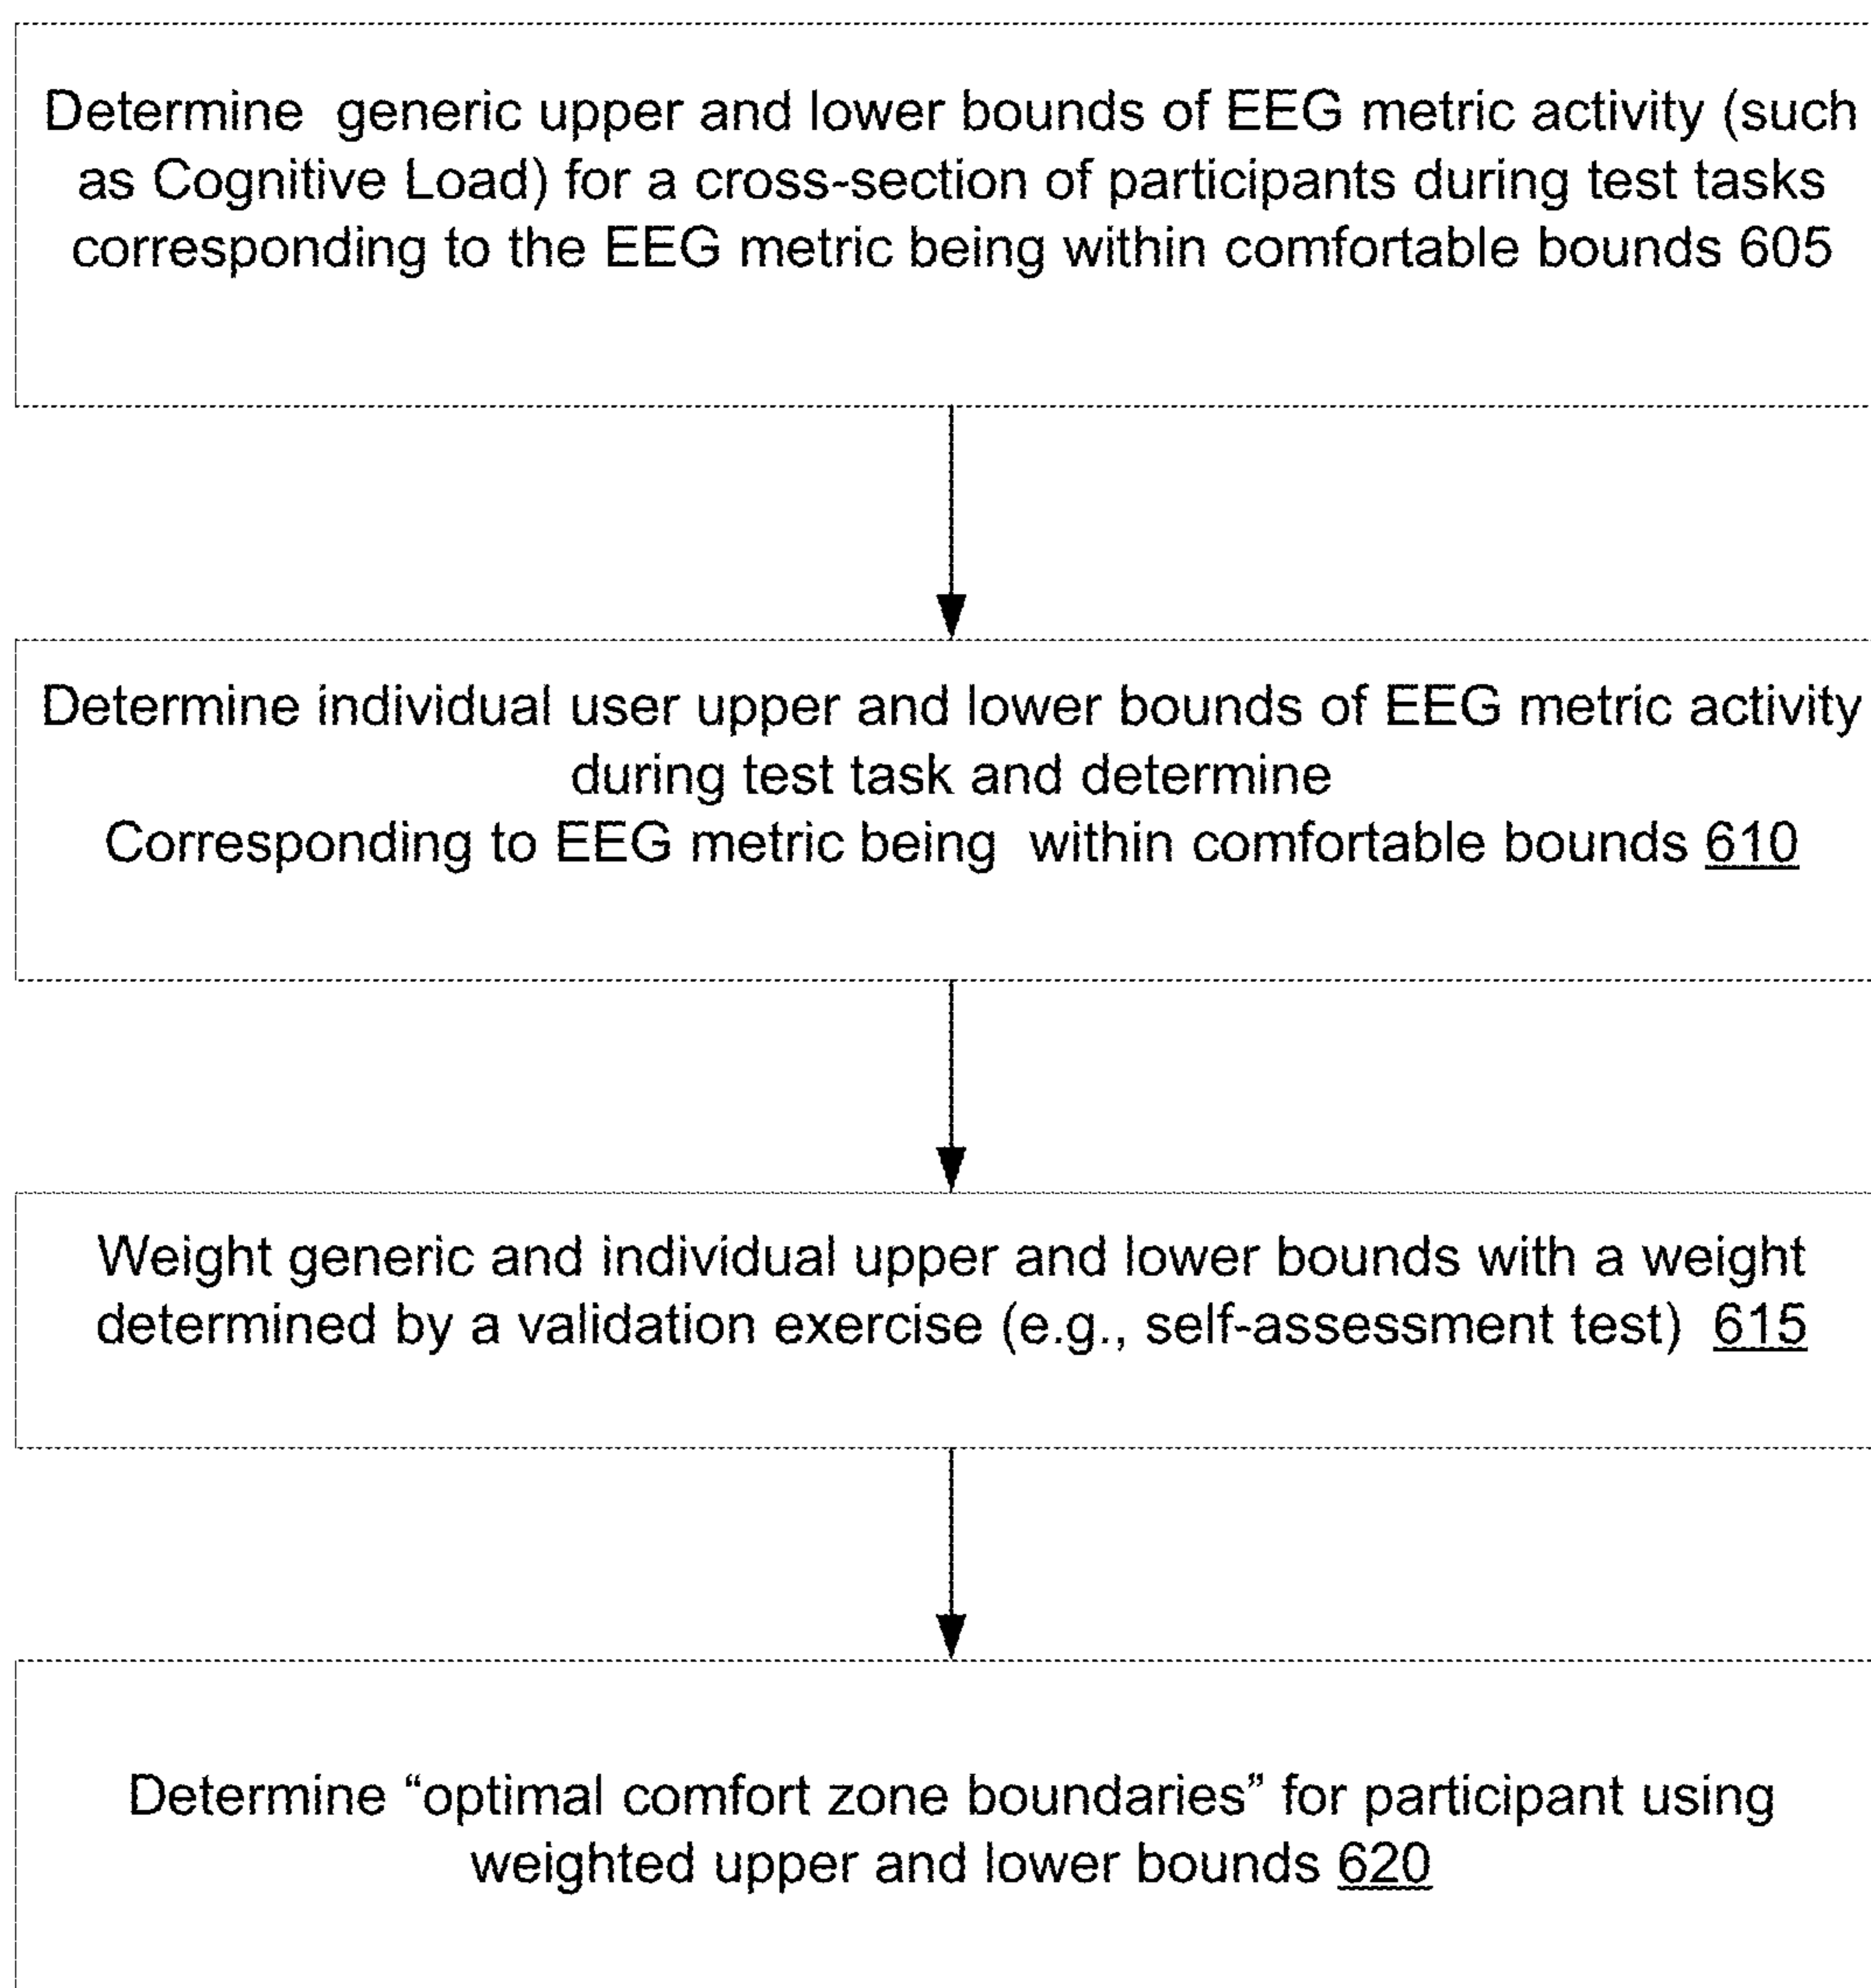 Determine generic upper and lower bounds of EEG metric activity (such
as Cognitive Load) for a cross-section of participants during test tasks
corresponding to the EEG metric being within comfortable bounds 605
Determine individual user upper and lower bounds of EEG metric activity
during test task and determine
Corresponding to EEG metric being within comfortable bounds 610
Weight generic and individual upper and lower bounds with a weight
determined by a validation exercise (e.g., self-assessment test) 615
Determine “optimal comfort zone boundaries” for participant using
weighted upper and lower bounds 620